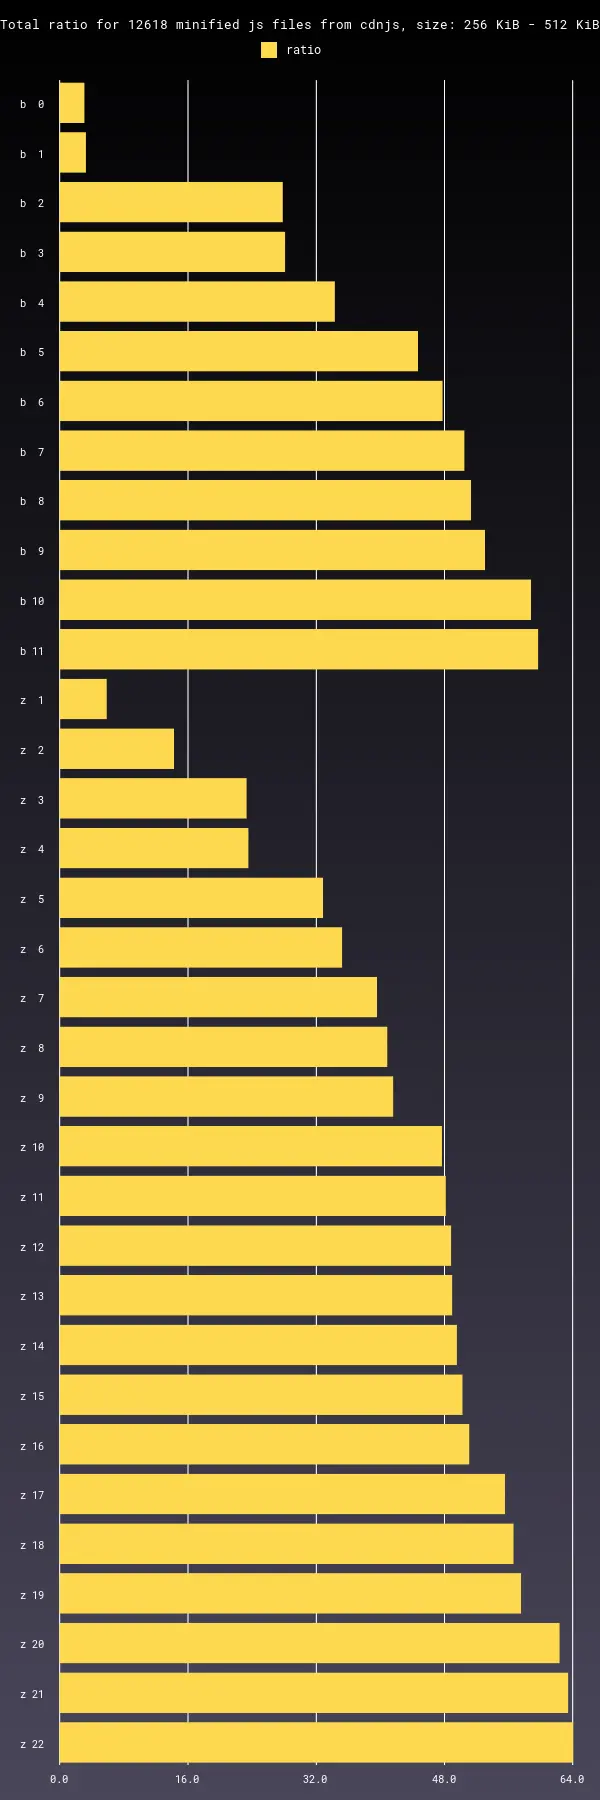 Total ratio for 12618 minified js files from cdnjs, size: 256 KiB - 512 KiB
ratio
b 0
b 1
b 2
b 3
b 4
b 5
b 6
b 7
b 8
b 9
b 10
b 11
z 1
z 2
z 3
z 4
z 5
z 6
z 7
z 8
z 9
z 10
z 11
z 12
z 13
z 14
z 15
z 16
z 17
z 18
z 19
z 20
z 21
z 22
0.0 16.0 32.0 48.0 64.0